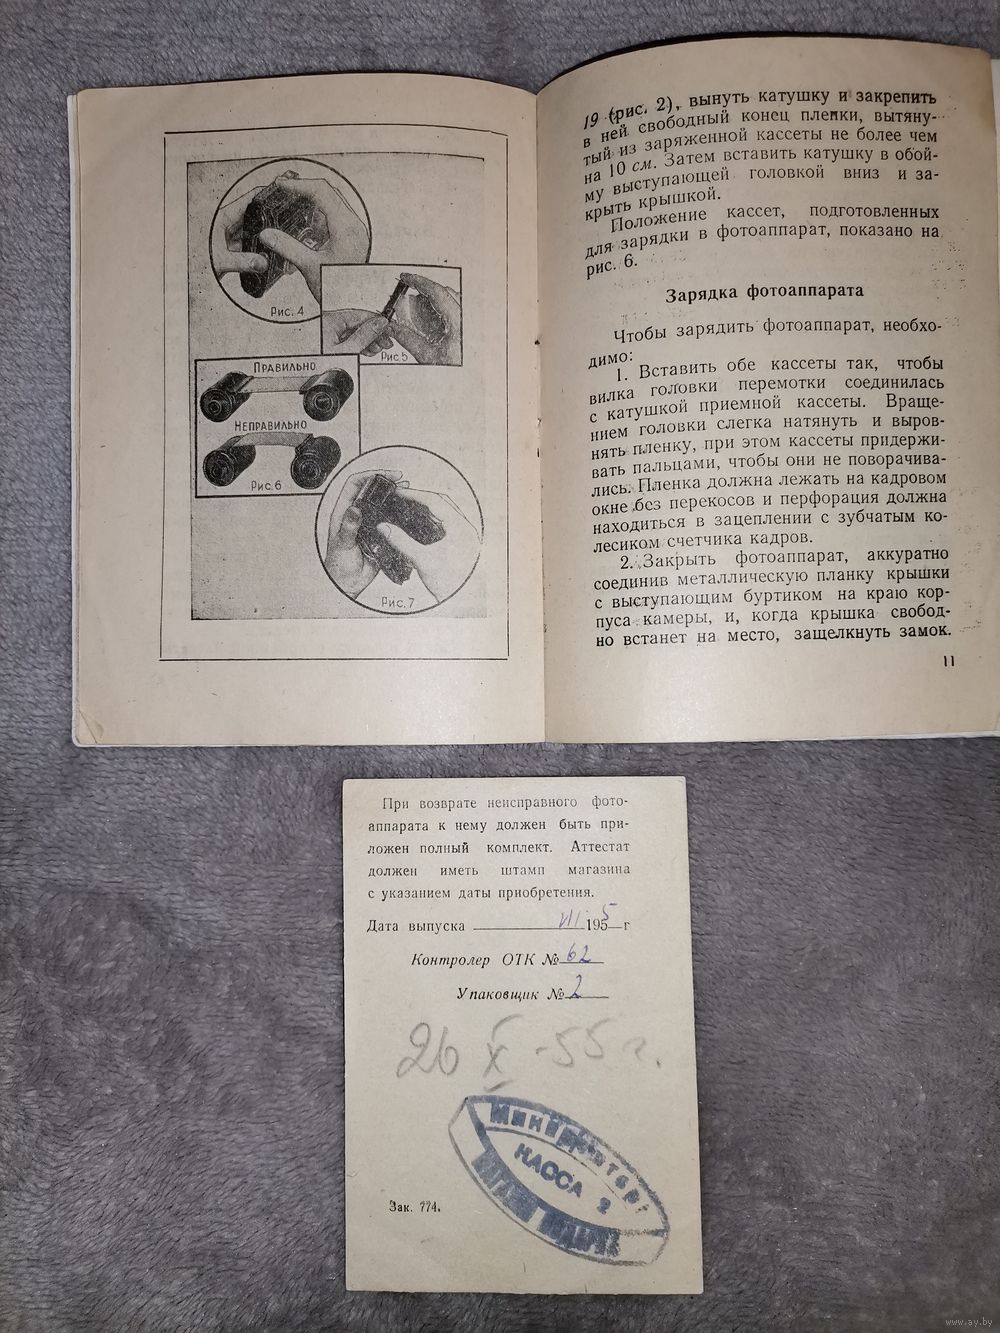 Рис. 4
Рис. 5
ПРАВИЛЬНО
НЕПРАВИЛЬНО
Рис. 6
Рис. 7
19 (рис. 2), вынуть катушку и закрепить
в ней свободный конец пленки, вытяну-
тый из заряженной кассеты не более чем
на 10 см. Затем вставить катушку в обой-
му выступающей головкой вниз и за-
крыть крышкой.
Положение кассет, подготовленных
для зарядки в фотоаппарат, показано на
рис. 6.
Зарядка фотоаппарата
Чтобы зарядить фотоаппарат, необхо-
димо:
1. Вставить обе кассеты так, чтобы
вилка головки перемотки соединилась
с катушкой приемной кассеты. Враще-
нием головки слегка натянуть и выров-
нять пленку, при этом кассеты придержи-
вать пальцами, чтобы они не поворачива-
лись. Пленка должна лежать на кадровом
окне без перекосов и перфорация должна
находиться в зацеплении с зубчатым ко-
лесиком счетчика кадров.
2. Закрыть фотоаппарат, аккуратно
соединив металлическую планку крышки
с выступающим буртиком на краю кор-
пуса камеры, и, когда крышка свобод-
но встанет на место, защелкнуть замок.
11
При возврате неисправного фото-
аппарата к нему должен быть при-
ложен полный комплект. Аттестат
должен иметь штамп магазина
с указанием даты приобретения.
Дата выпуска VIII 1955 г
Контролер ОТК № 62
Упаковщик № 2
26 X - 55 г.
КАССА 2
Зак. 774.
www.ay.by